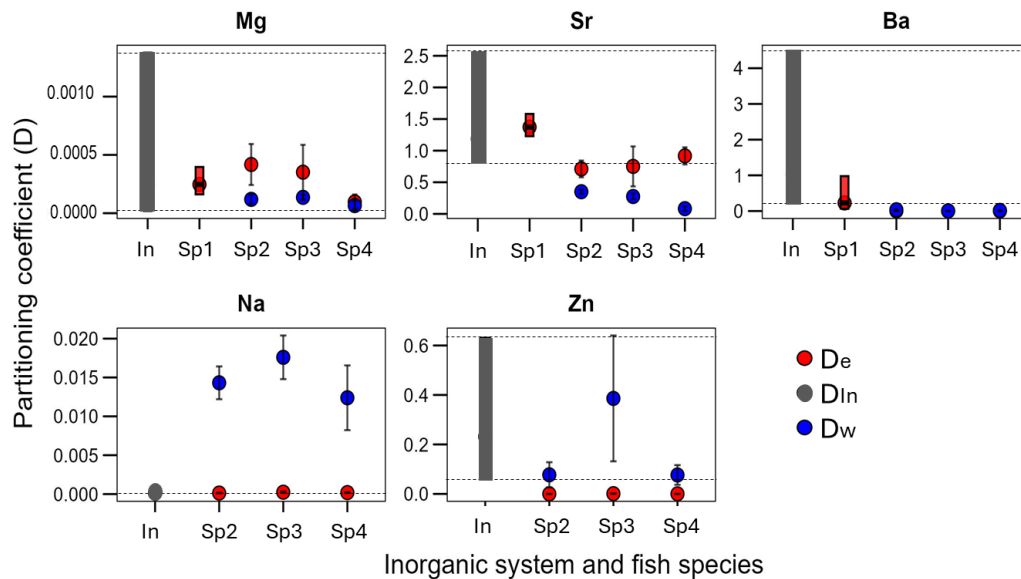 Mg
Sr
Ba
Partitioning coefficient (D)
0.0010
0.0005
0.0000
In Sp1 Sp2 Sp3 Sp4
2.5
2.0
1.5
1.0
0.5
0.0
In Sp1 Sp2 Sp3 Sp4
4
3
2
1
0
In Sp1 Sp2 Sp3 Sp4
Na
Zn
0.020
0.015
0.010
0.005
0.000
In Sp2 Sp3 Sp4
0.6
0.4
0.2
0.0
In Sp2 Sp3 Sp4
De
DIn
Dw
Inorganic system and fish species